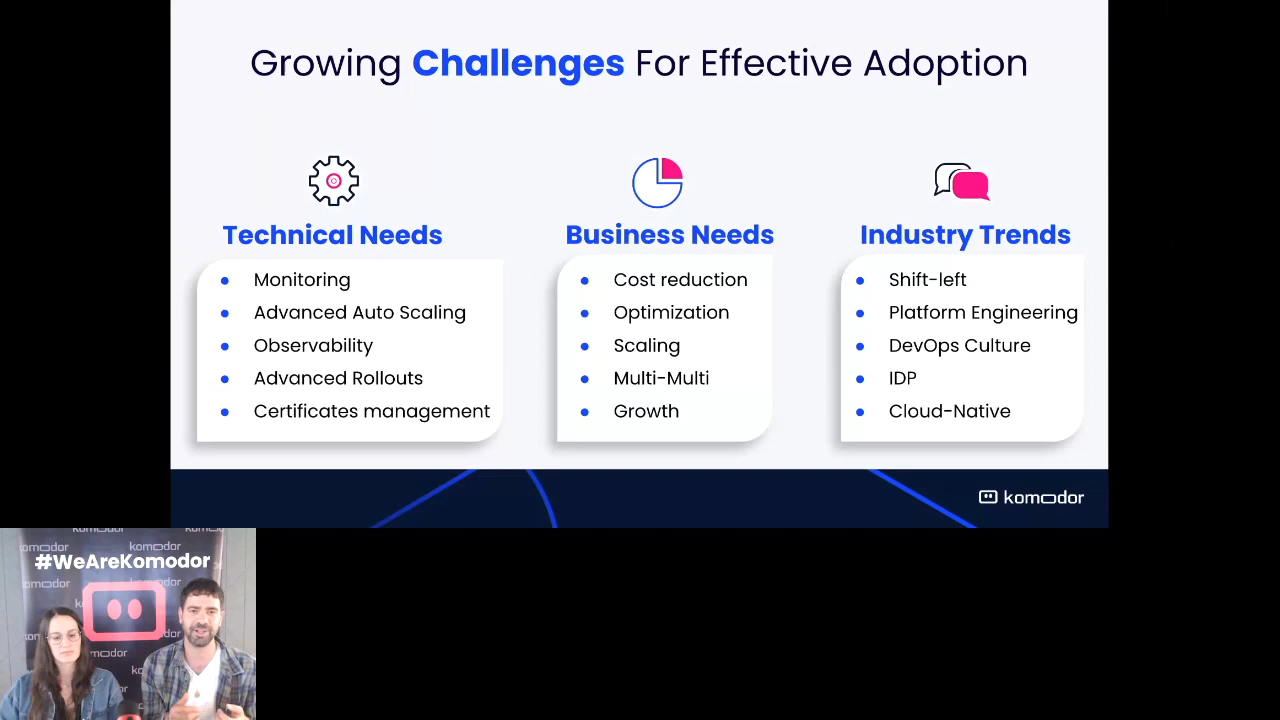 Growing Challenges For Effective Adoption
Technical Needs
Monitoring
Advanced Auto Scaling
Observability
Advanced Rollouts
Certificates management
Business Needs
Cost reduction
Optimization
Scaling
Multi-Multi
Growth
Industry Trends
Shift-left
Platform Engineering
DevOps Culture
IDP
Cloud-Native
komodor
#WeAreKomodor